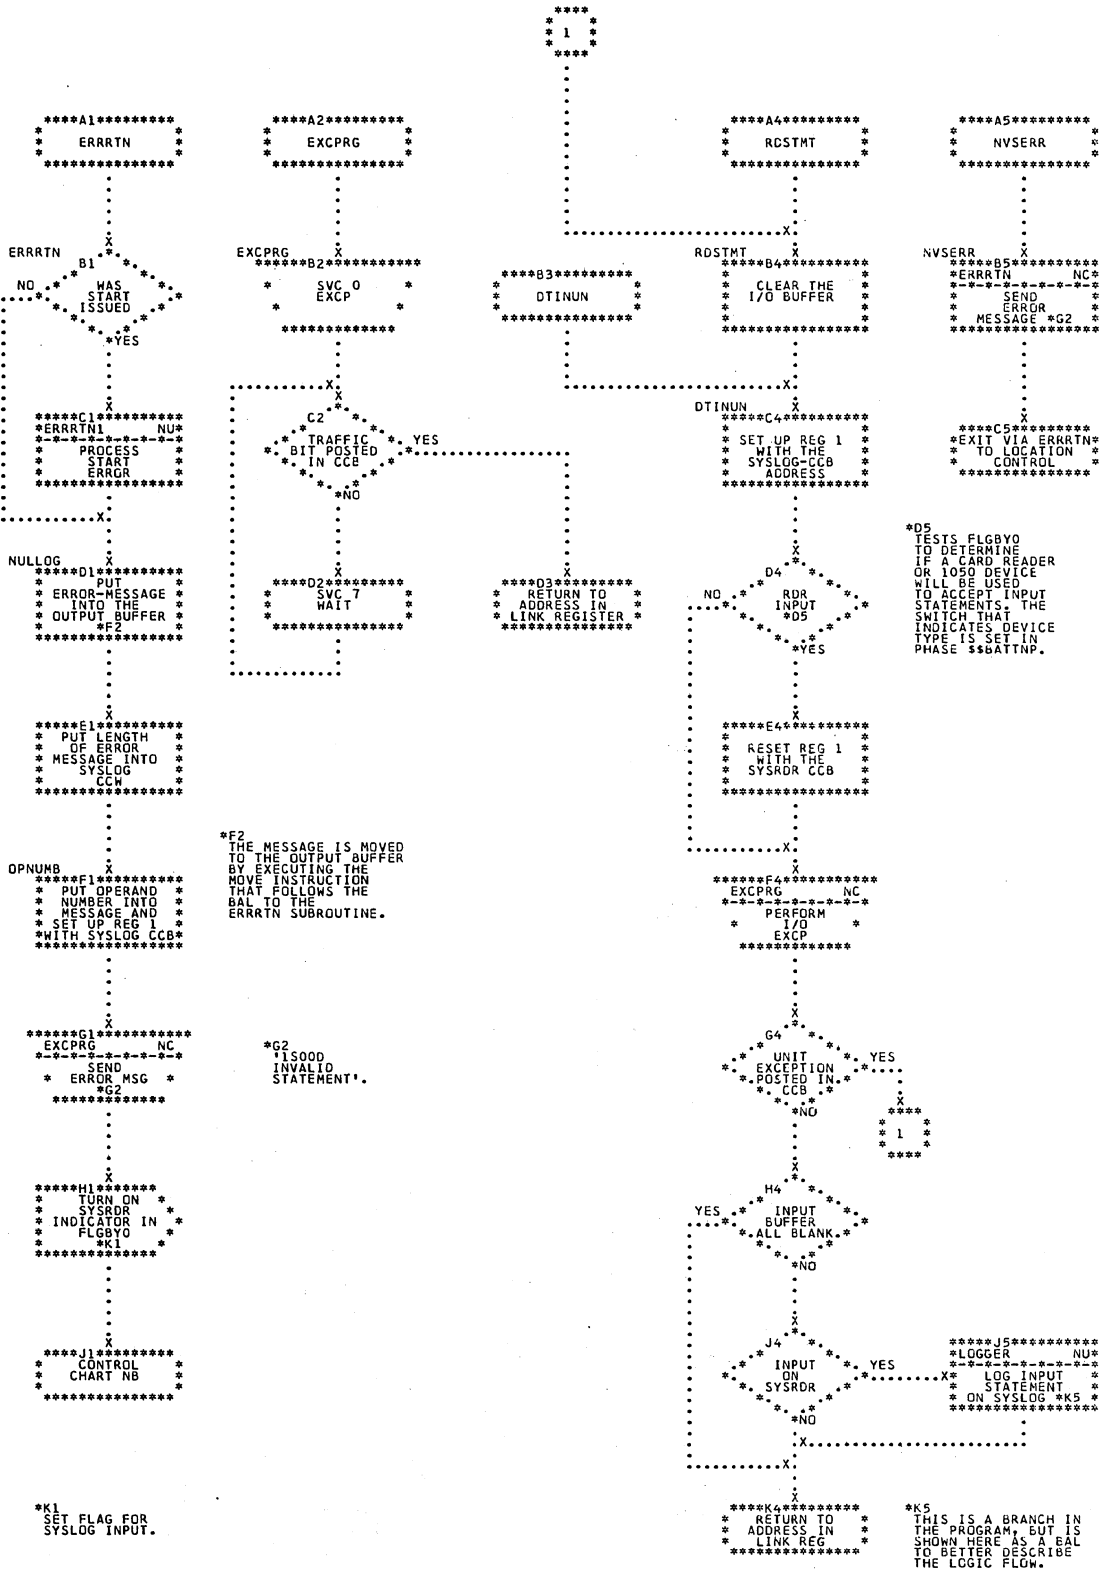 1
****A1*********
ERRRTN
****A2*********
EXCPRG
****A4*********
RDSTMT
****A5*********
NVSERR
ERRRTN
B1
NO
WAS
START
ISSUED
*YES
EXCPRG
*****B2***********
SVC 0
EXCP
****B3*********
DTINUN
RDSTMT
*****B4**********
CLEAR THE
I/O BUFFER
NVSERR
*****B5**********
*ERRRTN NC*
*-*-*-*-*-*-*-*-*
SEND
ERROR
MESSAGE *G2
*****C1**********
*ERRRTN1 NU*
*-*-*-*-*-*-*-*-*
PROCESS
START
ERROR
C2
TRAFFIC
BIT POSTED
IN CCB
YES
*NO
DTINUN
*****C4**********
SET UP REG 1
WITH THE
SYSLOG-CCB
ADDRESS
****C5*********
*EXIT VIA ERRRTN*
TO LOCATION
CONTROL
NULLOG
*****D1**********
PUT
ERROR-MESSAGE
INTO THE
OUTPUT BUFFER
*F2
*****D2**********
SVC 7
WAIT
****D3*********
RETURN TO
ADDRESS IN
LINK REGISTER
D4
NO
RDR
INPUT
*D5
*YES
*D5
TESTS FLGBYO
TO DETERMINE
IF A CARD READER
OR 1050 DEVICE
WILL BE USED
TO ACCEPT INPUT
STATEMENTS. THE
SWITCH THAT
INDICATES DEVICE
TYPE IS SET IN
PHASE $$BATTNP.
*****E1**********
PUT LENGTH
OF ERROR
MESSAGE INTO
SYSLOG
CCW
*****E4**********
RESET REG 1
WITH THE
SYSRDR CCB
OPNUMB
*****F1**********
PUT OPERAND
NUMBER INTO
MESSAGE AND
SET UP REG 1
*WITH SYSLOG CCB*
*F2
THE MESSAGE IS MOVED
TO THE OUTPUT BUFFER
BY EXECUTING THE
MOVE INSTRUCTION
THAT FOLLOWS THE
BAL TO THE
ERRRTN SUBROUTINE.
*****F4***********
EXCPRG NC
*-*-*-*-*-*-*-*-*
PERFORM
I/O
EXCP
*****G1***********
EXCPRG NC
*-*-*-*-*-*-*-*-*
SEND
ERROR MSG
*G2
*G2
'1S00D
INVALID
STATEMENT'.
G4
UNIT
EXCEPTION
POSTED IN
CCB
YES
*NO
1
*****H1*******
TURN ON
SYSRDR
INDICATOR IN
FLGBYO
*K1
H4
YES
INPUT
BUFFER
ALL BLANK
*NO
****J1*********
CONTROL
CHART NB
J4
INPUT
ON
SYSRDR
YES
*NO
*****J5**********
*LOGGER NU*
*-*-*-*-*-*-*-*-*
LOG INPUT
STATEMENT
ON SYSLOG *K5
*K1
SET FLAG FOR
SYSLOG INPUT.
****K4*********
RETURN TO
ADDRESS IN
LINK REG
*K5
THIS IS A BRANCH IN
THE PROGRAM, BUT IS
SHOWN HERE AS A BAL
TO BETTER DESCRIBE
THE LOGIC FLOW.